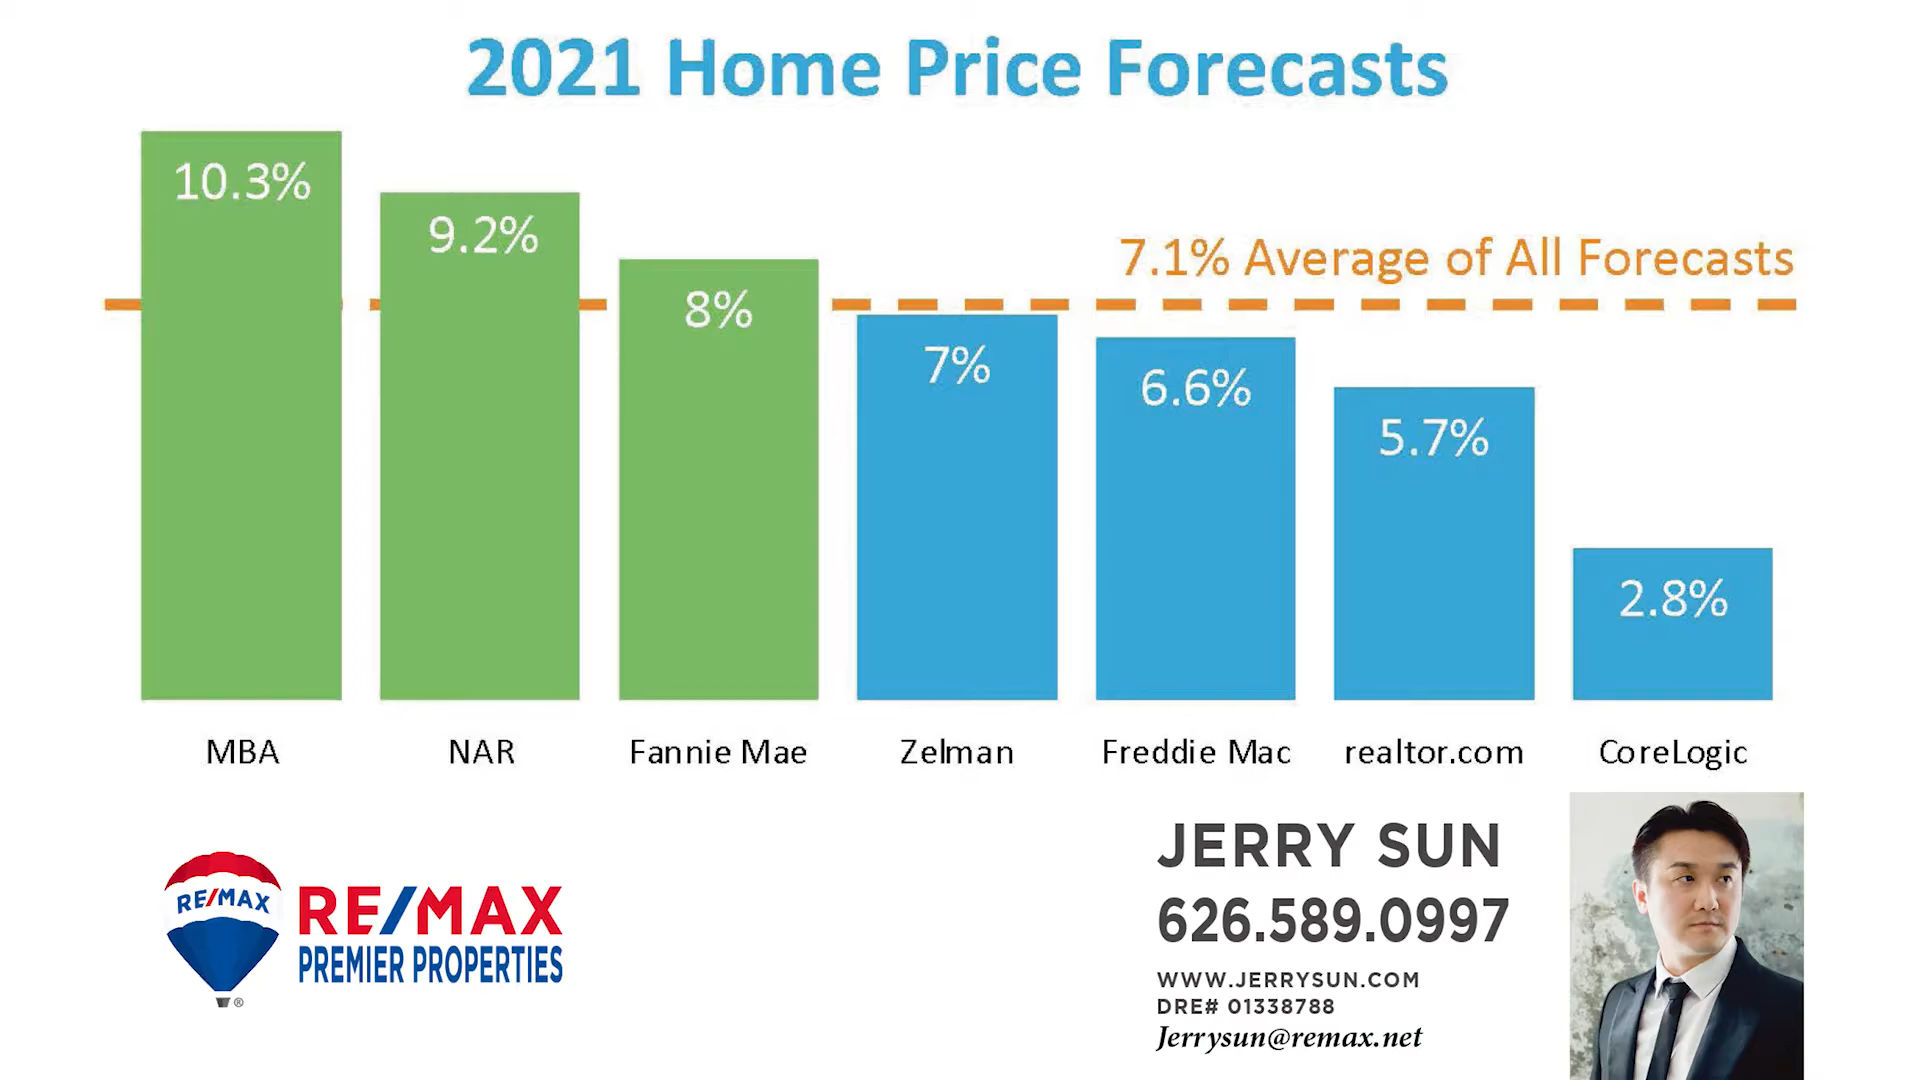 2021 Home Price Forecasts
10.3%
9.2%
8%
7%
6.6%
5.7%
2.8%
7.1% Average of All Forecasts
MBA
NAR
Fannie Mae
Zelman
Freddie Mac
realtor.com
CoreLogic
RE/MAX
RE/MAX
PREMIER PROPERTIES
®
JERRY SUN
626.589.0997
WWW.JERRYSUN.COM
DRE# 01338788
Jerrysun@remax.net